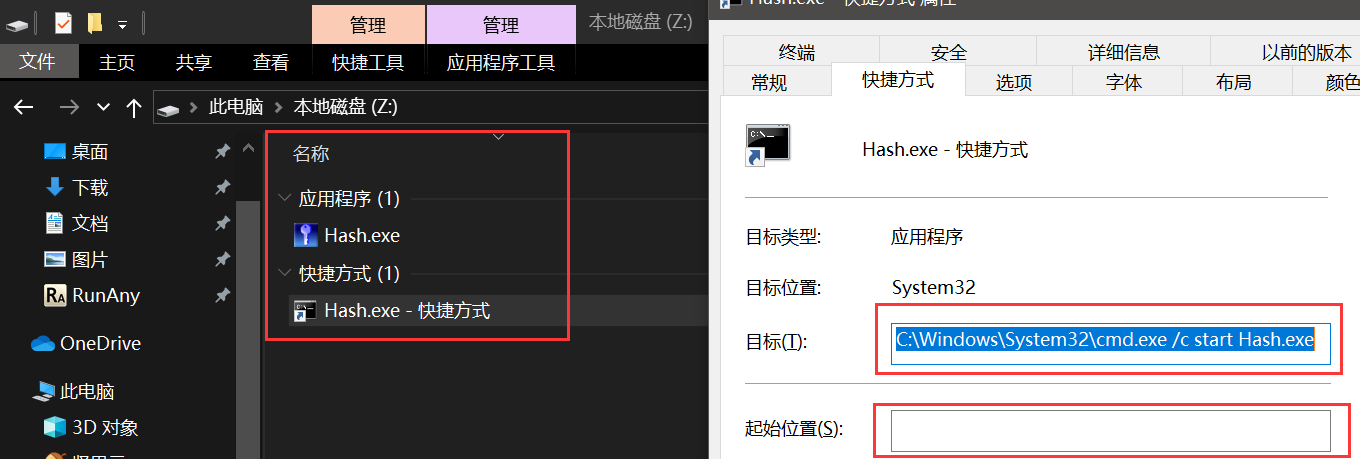 管理
管理
本地磁盘 (Z:)
文件
主页
共享
查看
快捷工具
应用程序工具
此电脑
本地磁盘 (Z:)
桌面
下载
文档
图片
RunAny
OneDrive
此电脑
3D 对象
名称
应用程序 (1)
Hash.exe
快捷方式 (1)
Hash.exe - 快捷方式
Hash.exe - 快捷方式 属性
终端
安全
详细信息
以前的版本
常规
快捷方式
选项
字体
布局
颜色
Hash.exe - 快捷方式
目标类型:
应用程序
目标位置:
System32
目标(T):
C:\Windows\System32\cmd.exe /c start Hash.exe
起始位置(S):